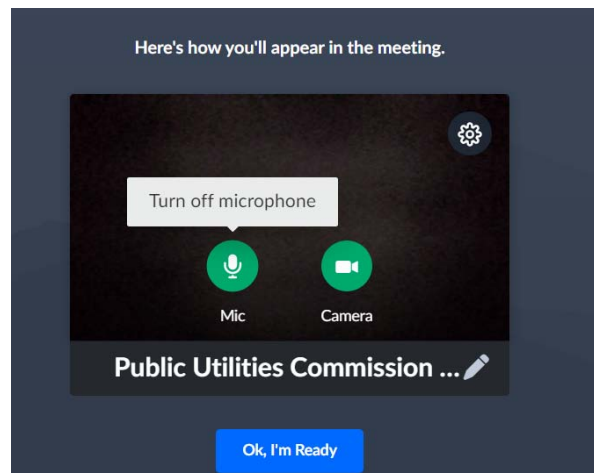 Here's how you'll appear in the meeting.
Turn off microphone
Mic Camera
Public Utilities Commission ...
Ok, I'm Ready